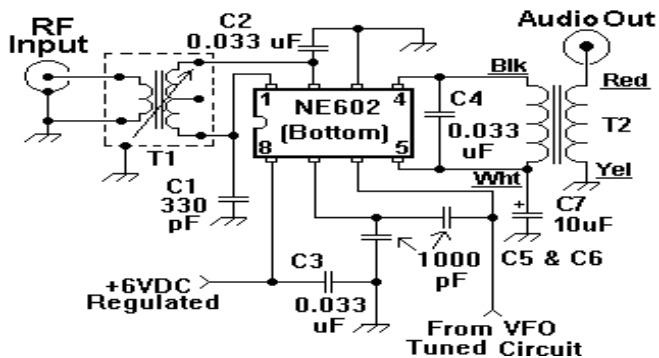 RF
Input
C2
0.033 uF
Audio Out
1
NE602
(Bottom)
4
8
5
Blk
Red
C4
0.033
uF
T2
T1
Wht
Yel
C1
330
pF
+
C7
10uF
C5 & C6
1000
pF
C3
0.033
uF
+6VDC
Regulated
From VFO
Tuned Circuit